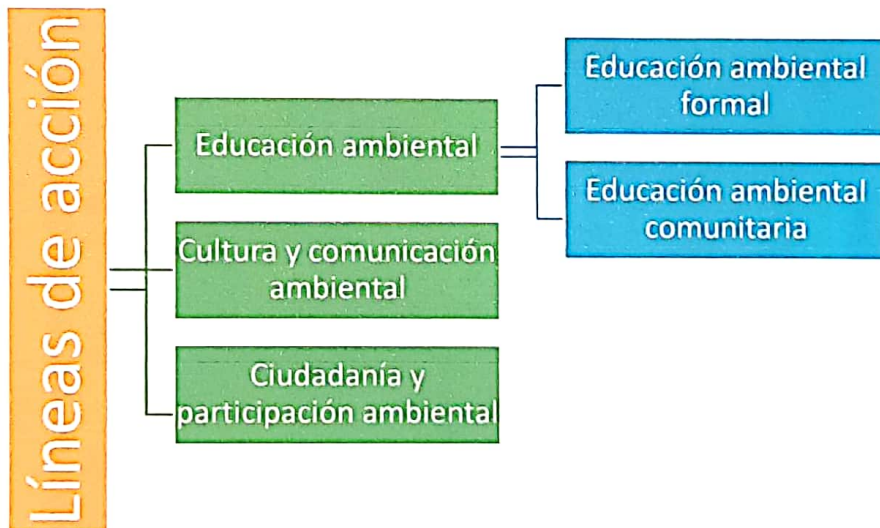 Líneas de acción
Educación ambiental
Cultura y comunicación
ambiental
Ciudadanía y
participación ambiental
Educación ambiental
formal
Educación ambiental
comunitaria